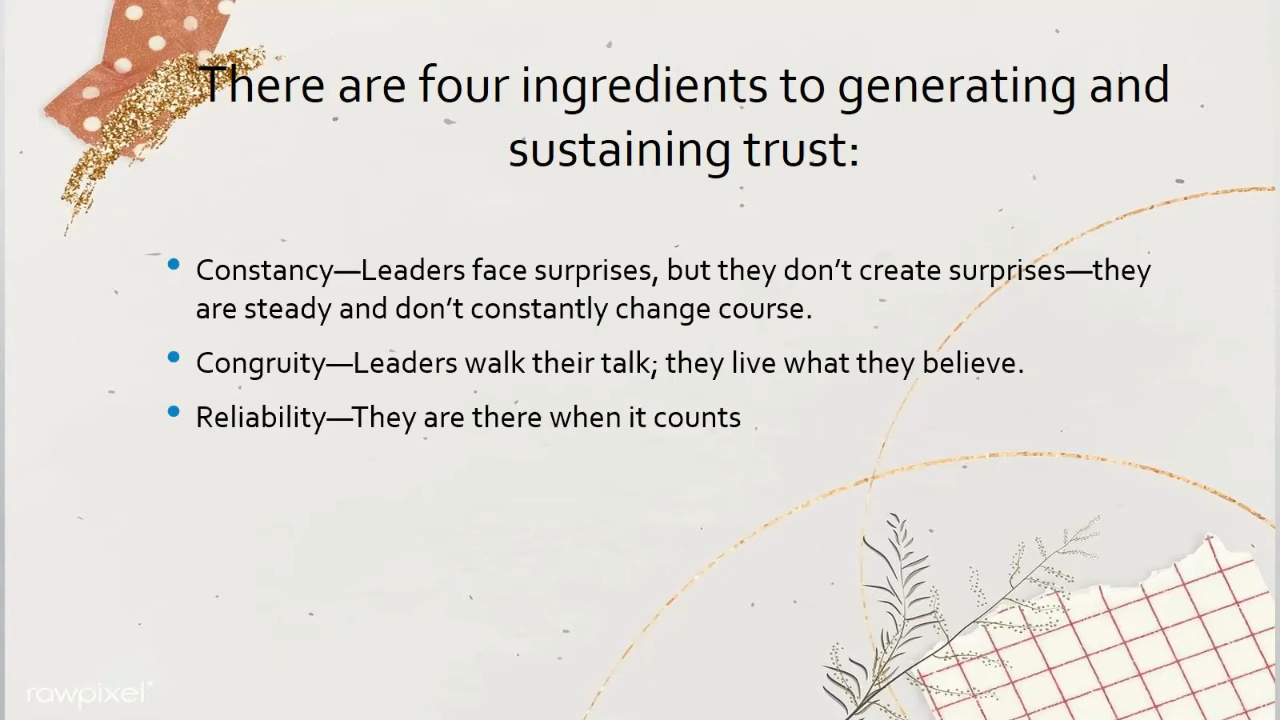 There are four ingredients to generating and
sustaining trust:
Constancy—Leaders face surprises, but they don’t create surprises—they
are steady and don’t constantly change course.
Congruity—Leaders walk their talk; they live what they believe.
Reliability—They are there when it counts
rawpixel